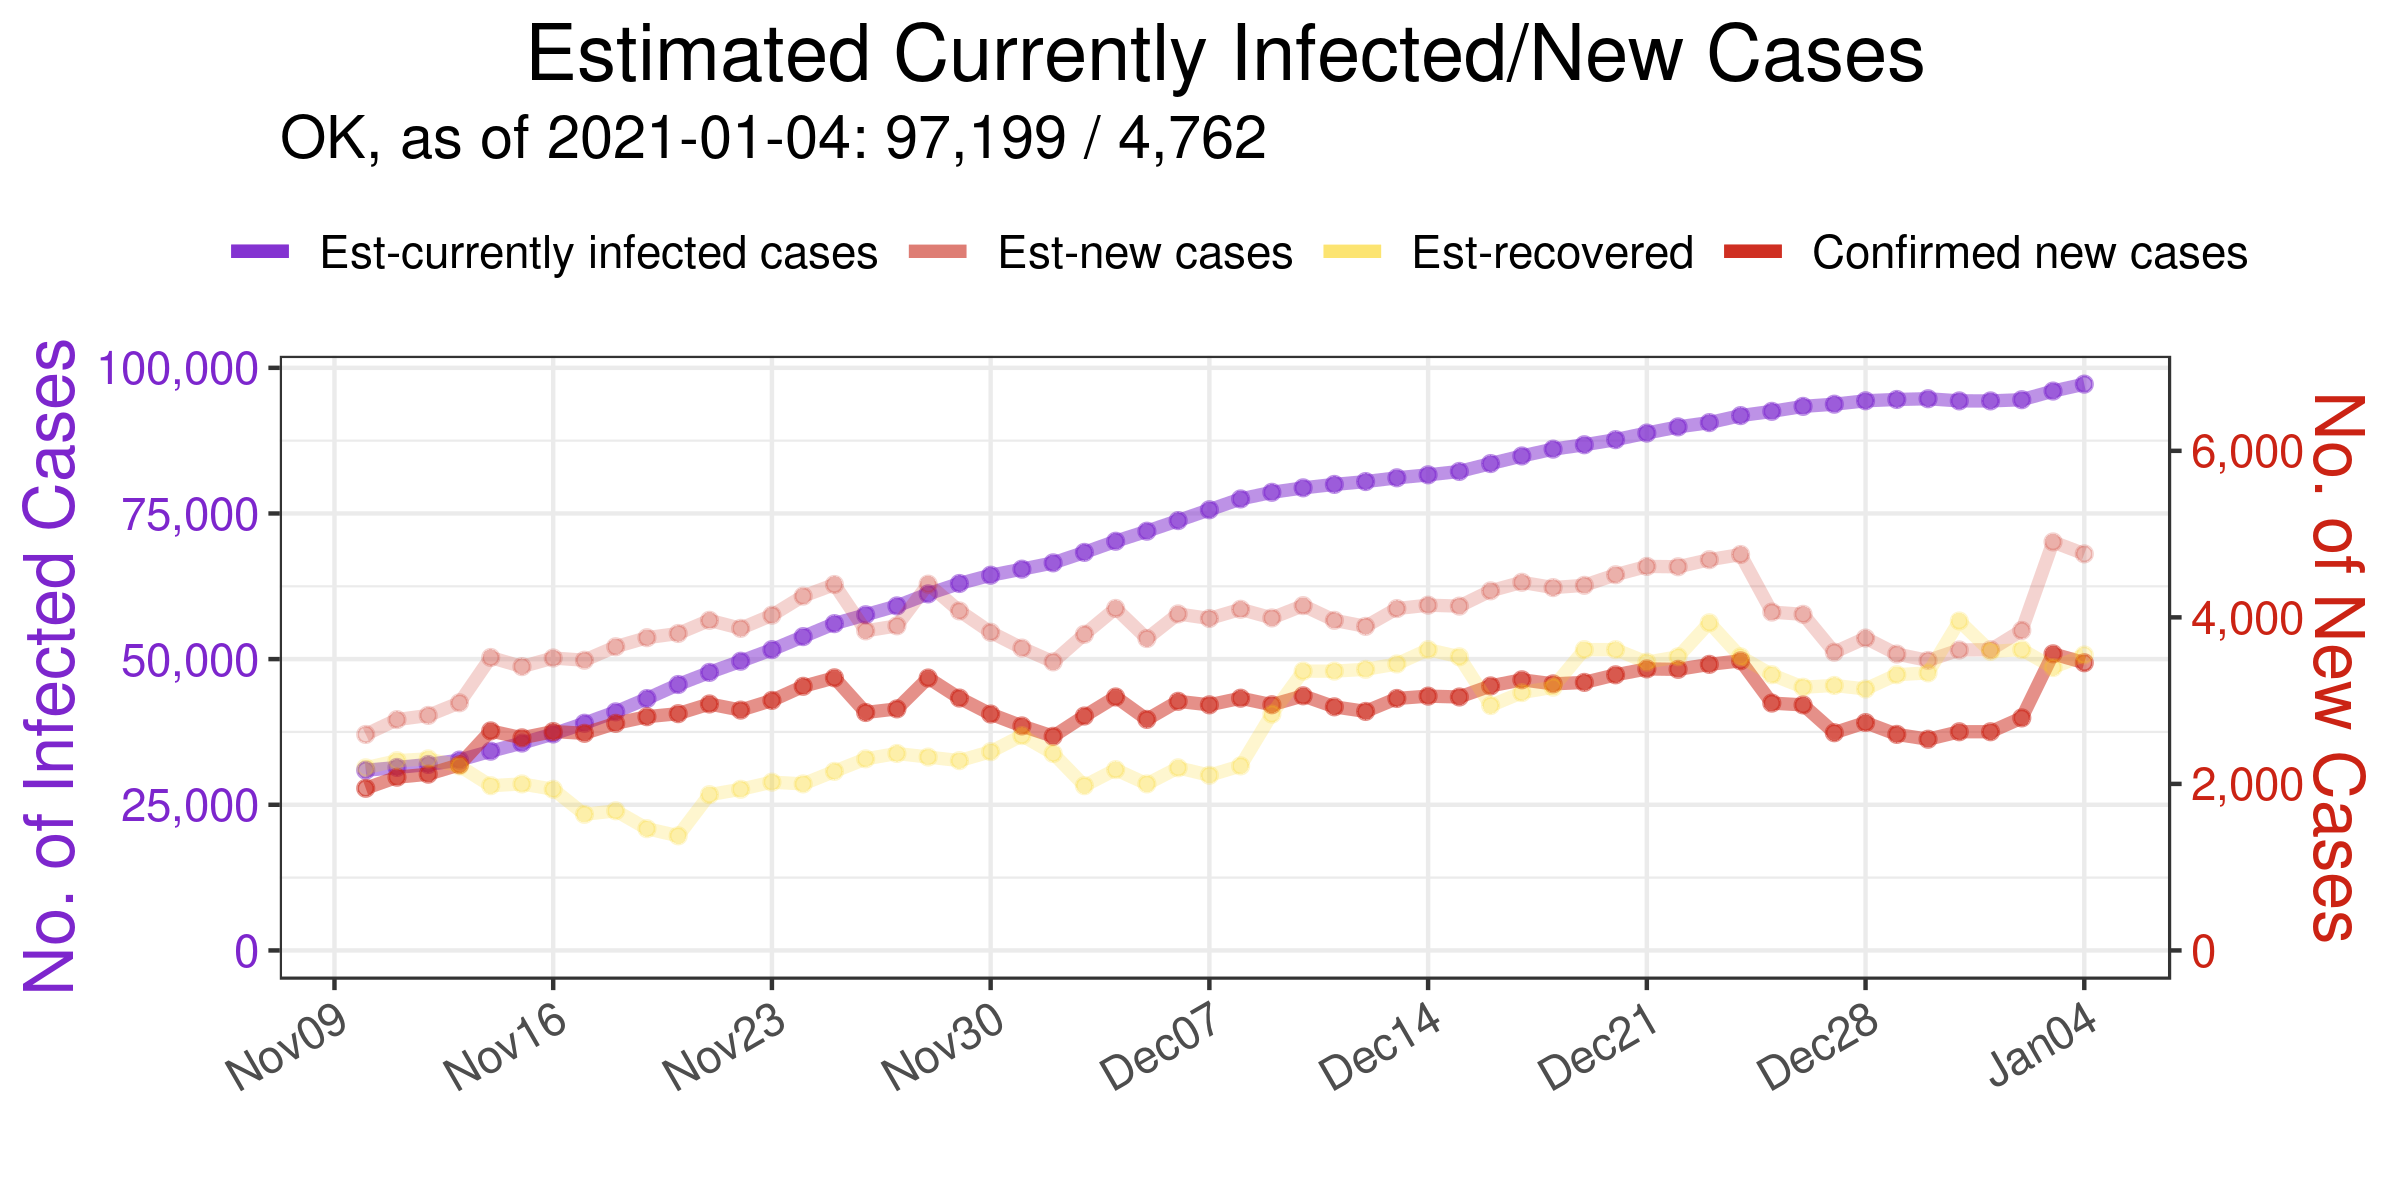 Estimated Currently Infected/New Cases
OK, as of 2021-01-04: 97,199 / 4,762
Est-currently infected cases Est-new cases Est-recovered Confirmed new cases
No. of Infected Cases
100,000
75,000
50,000
25,000
0
6,000
4,000
2,000
0
No. of New Cases
Nov09 Nov16 Nov23 Nov30 Dec07 Dec14 Dec21 Dec28 Jan04